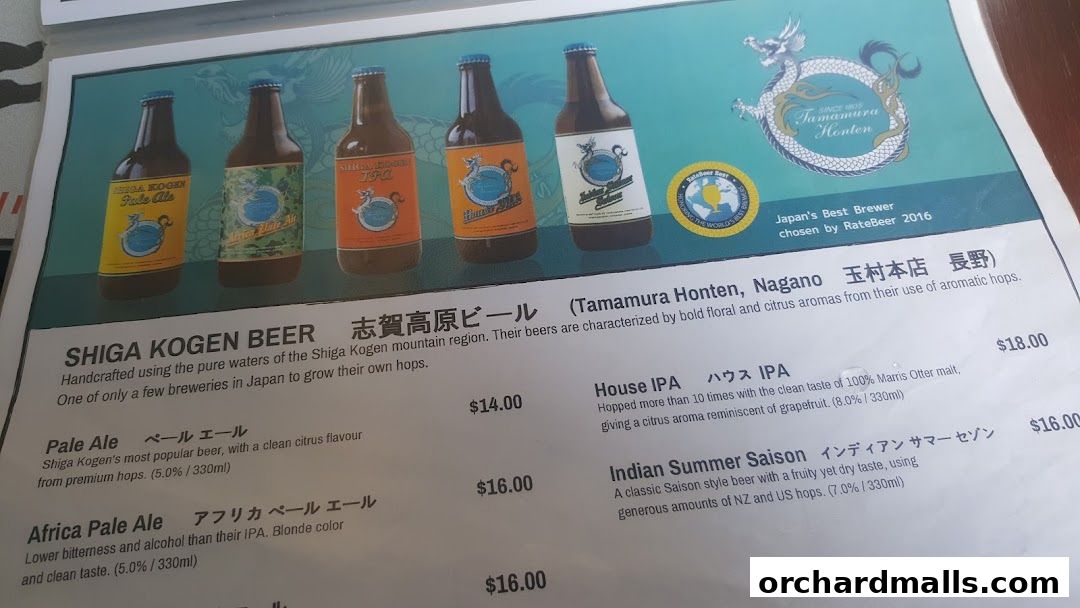 SHIGA KOGEN
Pale Ale
SHIGA KOGEN
IPA
SINCE 1805
Tamamura
Honten
RateBeer Best
Japan's Best Brewer
chosen by RateBeer 2016
SHIGA KOGEN BEER 志賀高原ビール (Tamamura Honten, Nagano 玉村本店 長野)
Handcrafted using the pure waters of the Shiga Kogen mountain region. Their beers are characterized by bold floral and citrus aromas from their use of aromatic hops.
One of only a few breweries in Japan to grow their own hops.
Pale Ale ペール エール $14.00
Shiga Kogen's most popular beer, with a clean citrus flavour
from premium hops. (5.0% / 330ml)
Africa Pale Ale アフリカ ペール エール $16.00
Lower bitterness and alcohol than their IPA. Blonde color
and clean taste. (5.0% / 330ml)
$16.00
House IPA ハウス IPA $18.00
Hopped more than 10 times with the clean taste of 100% Marris Otter malt,
giving a citrus aroma reminiscent of grapefruit. (8.0% / 330ml)
Indian Summer Saison インディアン サマー セゾン $16.00
A classic Saison style beer with a fruity yet dry taste, using
generous amounts of NZ and US hops. (7.0% / 330ml)
orchardmalls.com